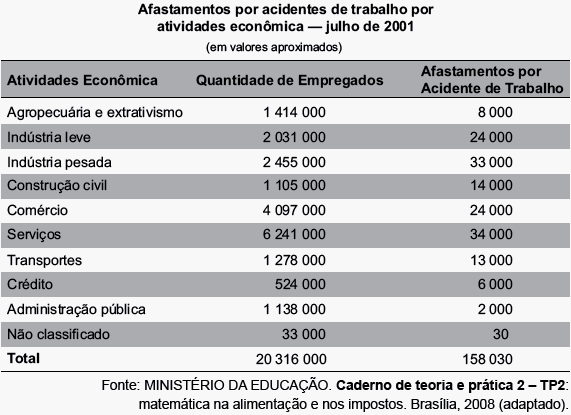 Afastamentos por acidentes de trabalho por
atividades econômica — julho de 2001
(em valores aproximados)
Atividades Econômica Quantidade de Empregados Afastamentos por
Acidente de Trabalho
Agropecuária e extrativismo 1 414 000 8 000
Indústria leve 2 031 000 24 000
Indústria pesada 2 455 000 33 000
Construção civil 1 105 000 14 000
Comércio 4 097 000 24 000
Serviços 6 241 000 34 000
Transportes 1 278 000 13 000
Crédito 524 000 6 000
Administração pública 1 138 000 2 000
Não classificado 33 000 30
Total 20 316 000 158 030
Fonte: MINISTÉRIO DA EDUCAÇÃO. Caderno de teoria e prática 2 – TP2:
matemática na alimentação e nos impostos. Brasília, 2008 (adaptado).